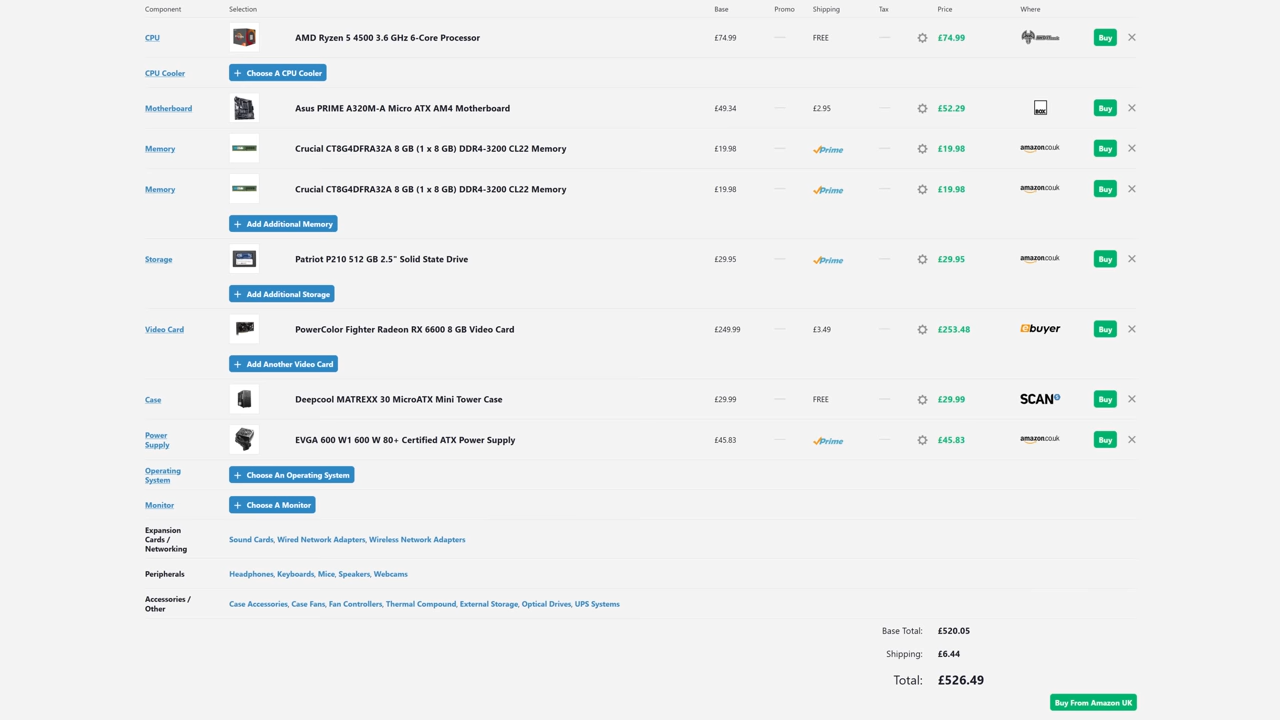 Component Selection Base Promo Shipping Tax Price Where
CPU AMD Ryzen 5 4500 3.6 GHz 6-Core Processor £74.99 — FREE — £74.99 Buy
CPU Cooler + Choose A CPU Cooler
Motherboard Asus PRIME A320M-A Micro ATX AM4 Motherboard £49.34 — £2.95 — £52.29 BOX Buy
Memory Crucial CT8G4DFRA32A 8 GB (1 x 8 GB) DDR4-3200 CL22 Memory £19.98 — Prime — £19.98 amazon.co.uk Buy
Memory Crucial CT8G4DFRA32A 8 GB (1 x 8 GB) DDR4-3200 CL22 Memory £19.98 — Prime — £19.98 amazon.co.uk Buy
+ Add Additional Memory
Storage Patriot P210 512 GB 2.5" Solid State Drive £29.95 — Prime — £29.95 amazon.co.uk Buy
+ Add Additional Storage
Video Card PowerColor Fighter Radeon RX 6600 8 GB Video Card £249.99 — £3.49 — £253.48 ebuyer Buy
+ Add Another Video Card
Case Deepcool MATREXX 30 MicroATX Mini Tower Case £29.99 — FREE — £29.99 SCAN Buy
Power
Supply EVGA 600 W1 600 W 80+ Certified ATX Power Supply £45.83 — Prime — £45.83 amazon.co.uk Buy
Operating
System + Choose An Operating System
Monitor + Choose A Monitor
Expansion
Cards / Sound Cards, Wired Network Adapters, Wireless Network Adapters
Networking
Peripherals Headphones, Keyboards, Mice, Speakers, Webcams
Accessories /
Other Case Accessories, Case Fans, Fan Controllers, Thermal Compound, External Storage, Optical Drives, UPS Systems
Base Total: £520.05
Shipping: £6.44
Total: £526.49
Buy From Amazon UK